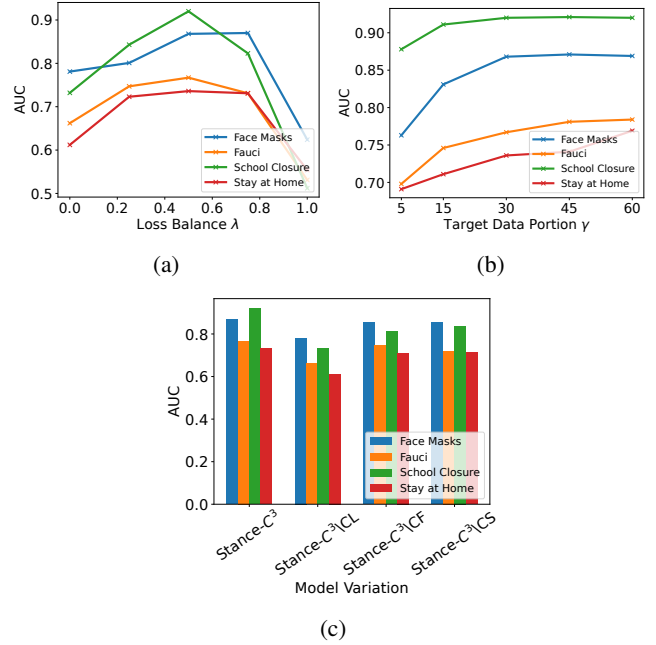 0.9
0.8
0.7
0.6
0.5
AUC
Face Masks
Fauci
School Closure
Stay at Home
0.0 0.2 0.4 0.6 0.8 1.0
Loss Balance λ
(a)
0.90
0.85
0.80
0.75
0.70
AUC
Face Masks
Fauci
School Closure
Stay at Home
5 15 30 45 60
Target Data Portion γ
(b)
0.8
0.6
0.4
0.2
0.0
AUC
Face Masks
Fauci
School Closure
Stay at Home
Stance-C³ Stance-C³\CL Stance-C³\CF Stance-C³\CS
Model Variation
(c)